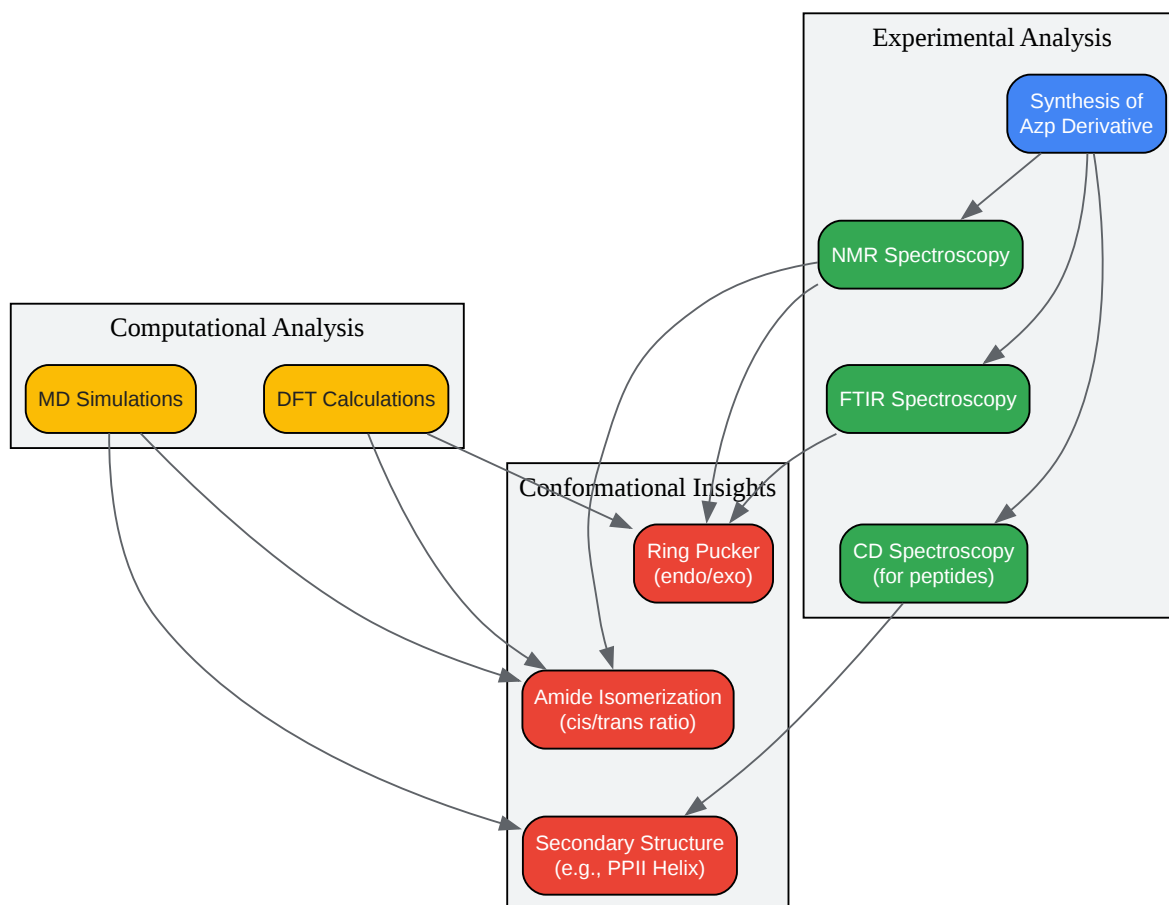 Experimental Analysis
Synthesis of
Azp Derivative
NMR Spectroscopy
Computational Analysis
MD Simulations
DFT Calculations
FTIR Spectroscopy
Conformational Insights
Ring Pucker
(endo/exo)
CD Spectroscopy
(for peptides)
Amide Isomerization
(cis/trans ratio)
Secondary Structure
(e.g., PPII Helix)